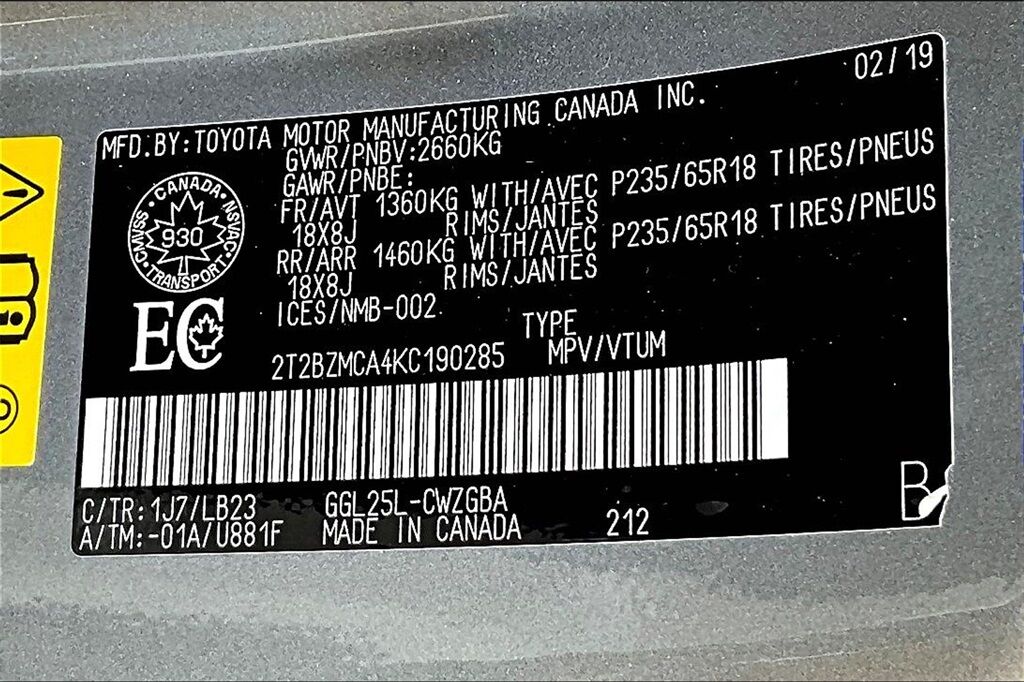 02/19
MFD.BY:TOYOTA MOTOR MANUFACTURING CANADA INC.
GVWR/PNBV:2660KG
GAWR/PNBE:
FR/AVT 1360KG WITH/AVEC P235/65R18 TIRES/PNEUS
18X8J RIMS/JANTES
RR/ARR 1460KG WITH/AVEC P235/65R18 TIRES/PNEUS
18X8J RIMS/JANTES
ICES/NMB-002
CANADA
CMVSS NSVAC
930
TRANSPORT
EC
TYPE
2T2BZMCA4KC190285 MPV/VTUM
C/TR:1J7/LB23 GGL25L-CWZGBA
A/TM:-01A/U881F MADE IN CANADA 212